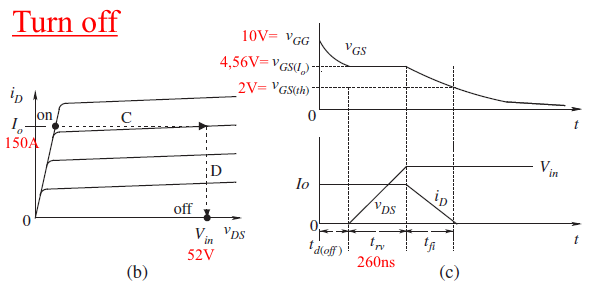 Turn off
10V= vGG
vGS
4,56V= vGS(Io)
2V= vGS(th)
iD
on
C
Io
150A
D
0
off
Vin
vDS
52V
(b)
0
t
Io
Vin
vDS
iD
0
t
td(off)
trv
tfi
260ns
(c)